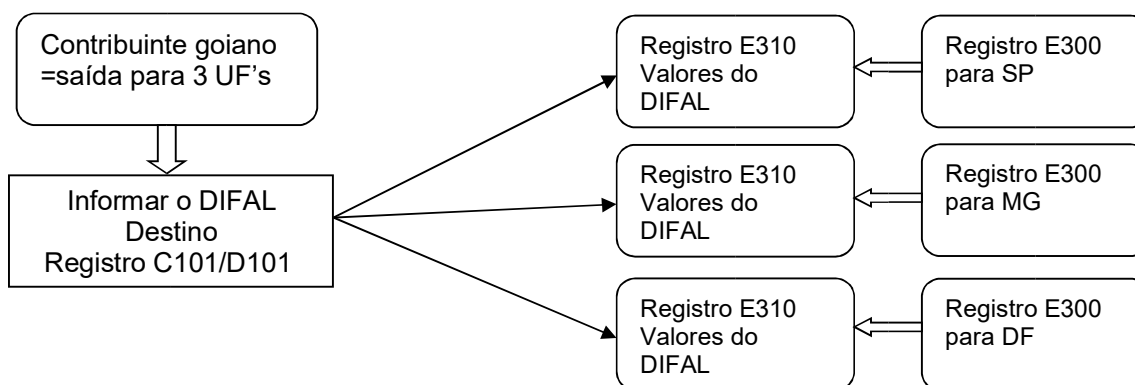 Contribuinte goiano
=saída para 3 UF’s
Informar o DIFAL
Destino
Registro C101/D101
Registro E310
Valores do
DIFAL
Registro E300
para SP
Registro E310
Valores do
DIFAL
Registro E300
para MG
Registro E310
Valores do
DIFAL
Registro E300
para DF